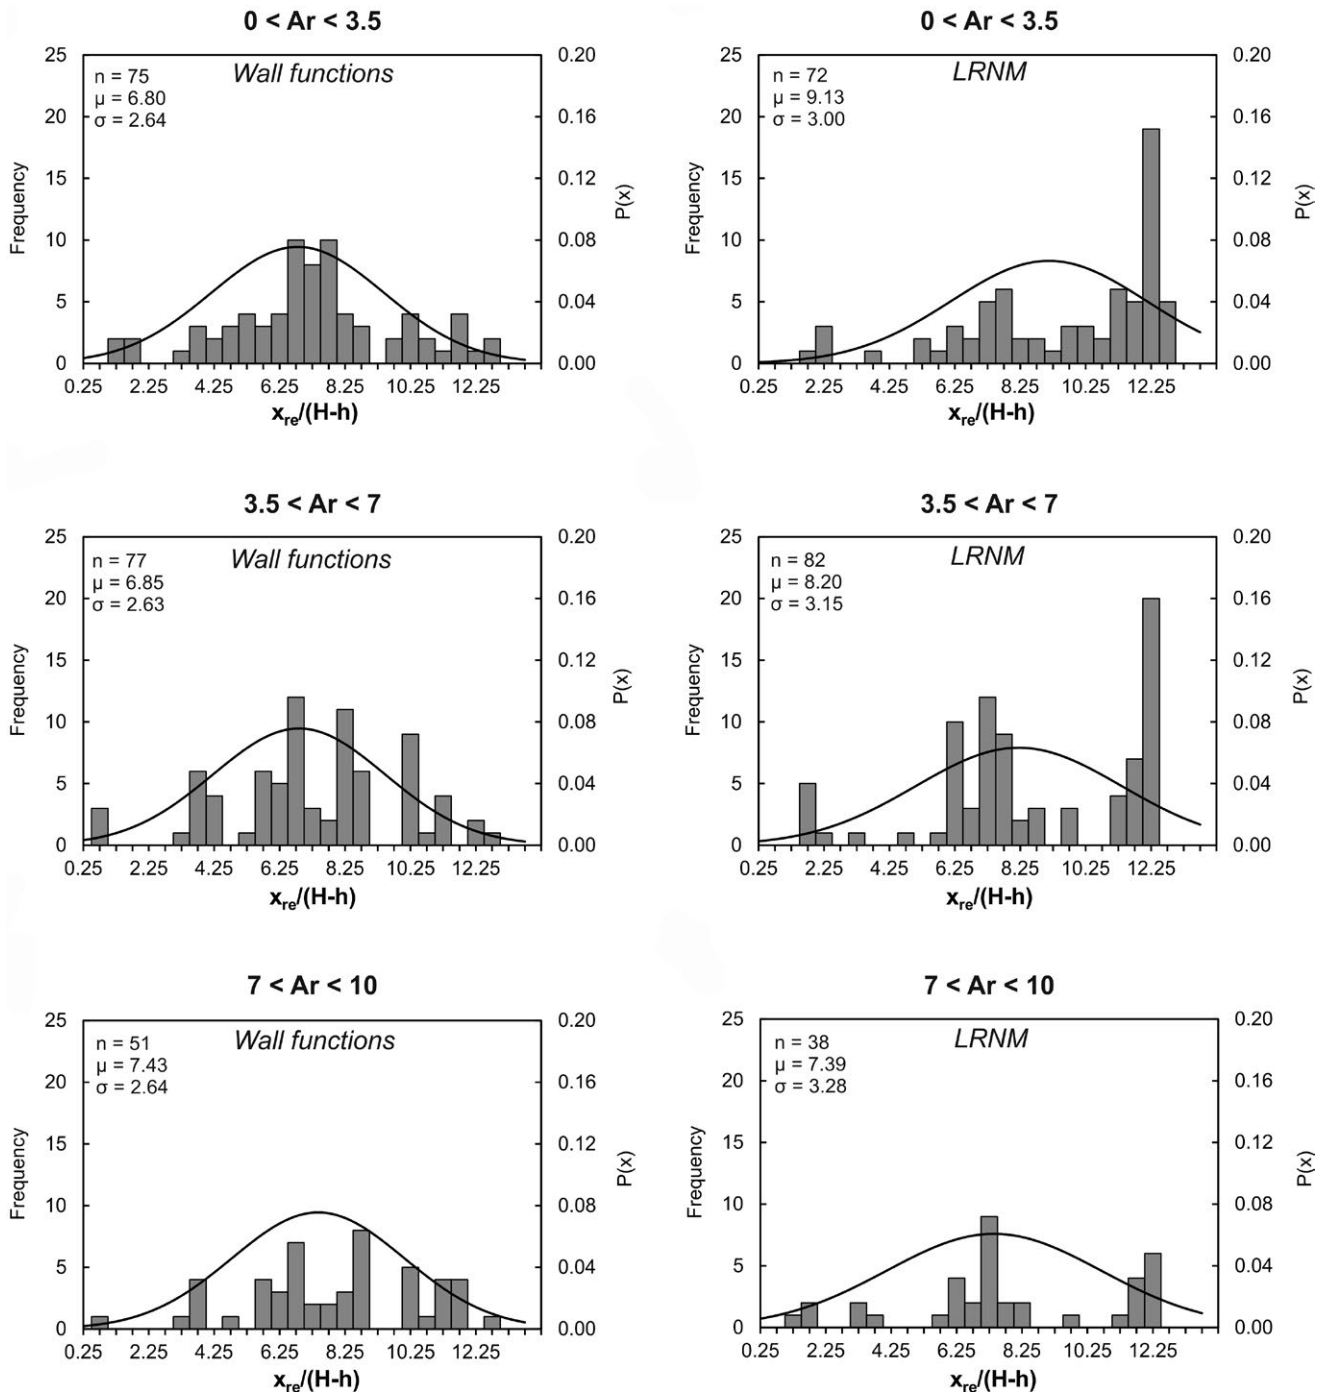 0 < Ar < 3.5
Wall functions
n = 75
μ = 6.80
σ = 2.64
25
20
15
10
5
0
Frequency
0.20
0.16
0.12
0.08
0.04
0.00
P(x)
0.25 2.25 4.25 6.25 8.25 10.25 12.25
x_re/(H-h)
0 < Ar < 3.5
LRNM
n = 72
μ = 9.13
σ = 3.00
25
20
15
10
5
0
Frequency
0.20
0.16
0.12
0.08
0.04
0.00
P(x)
0.25 2.25 4.25 6.25 8.25 10.25 12.25
x_re/(H-h)
3.5 < Ar < 7
Wall functions
n = 77
μ = 6.85
σ = 2.63
25
20
15
10
5
0
Frequency
0.20
0.16
0.12
0.08
0.04
0.00
P(x)
0.25 2.25 4.25 6.25 8.25 10.25 12.25
x_re/(H-h)
3.5 < Ar < 7
LRNM
n = 82
μ = 8.20
σ = 3.15
25
20
15
10
5
0
Frequency
0.20
0.16
0.12
0.08
0.04
0.00
P(x)
0.25 2.25 4.25 6.25 8.25 10.25 12.25
x_re/(H-h)
7 < Ar < 10
Wall functions
n = 51
μ = 7.43
σ = 2.64
25
20
15
10
5
0
Frequency
0.20
0.16
0.12
0.08
0.04
0.00
P(x)
0.25 2.25 4.25 6.25 8.25 10.25 12.25
x_re/(H-h)
7 < Ar < 10
LRNM
n = 38
μ = 7.39
σ = 3.28
25
20
15
10
5
0
Frequency
0.20
0.16
0.12
0.08
0.04
0.00
P(x)
0.25 2.25 4.25 6.25 8.25 10.25 12.25
x_re/(H-h)